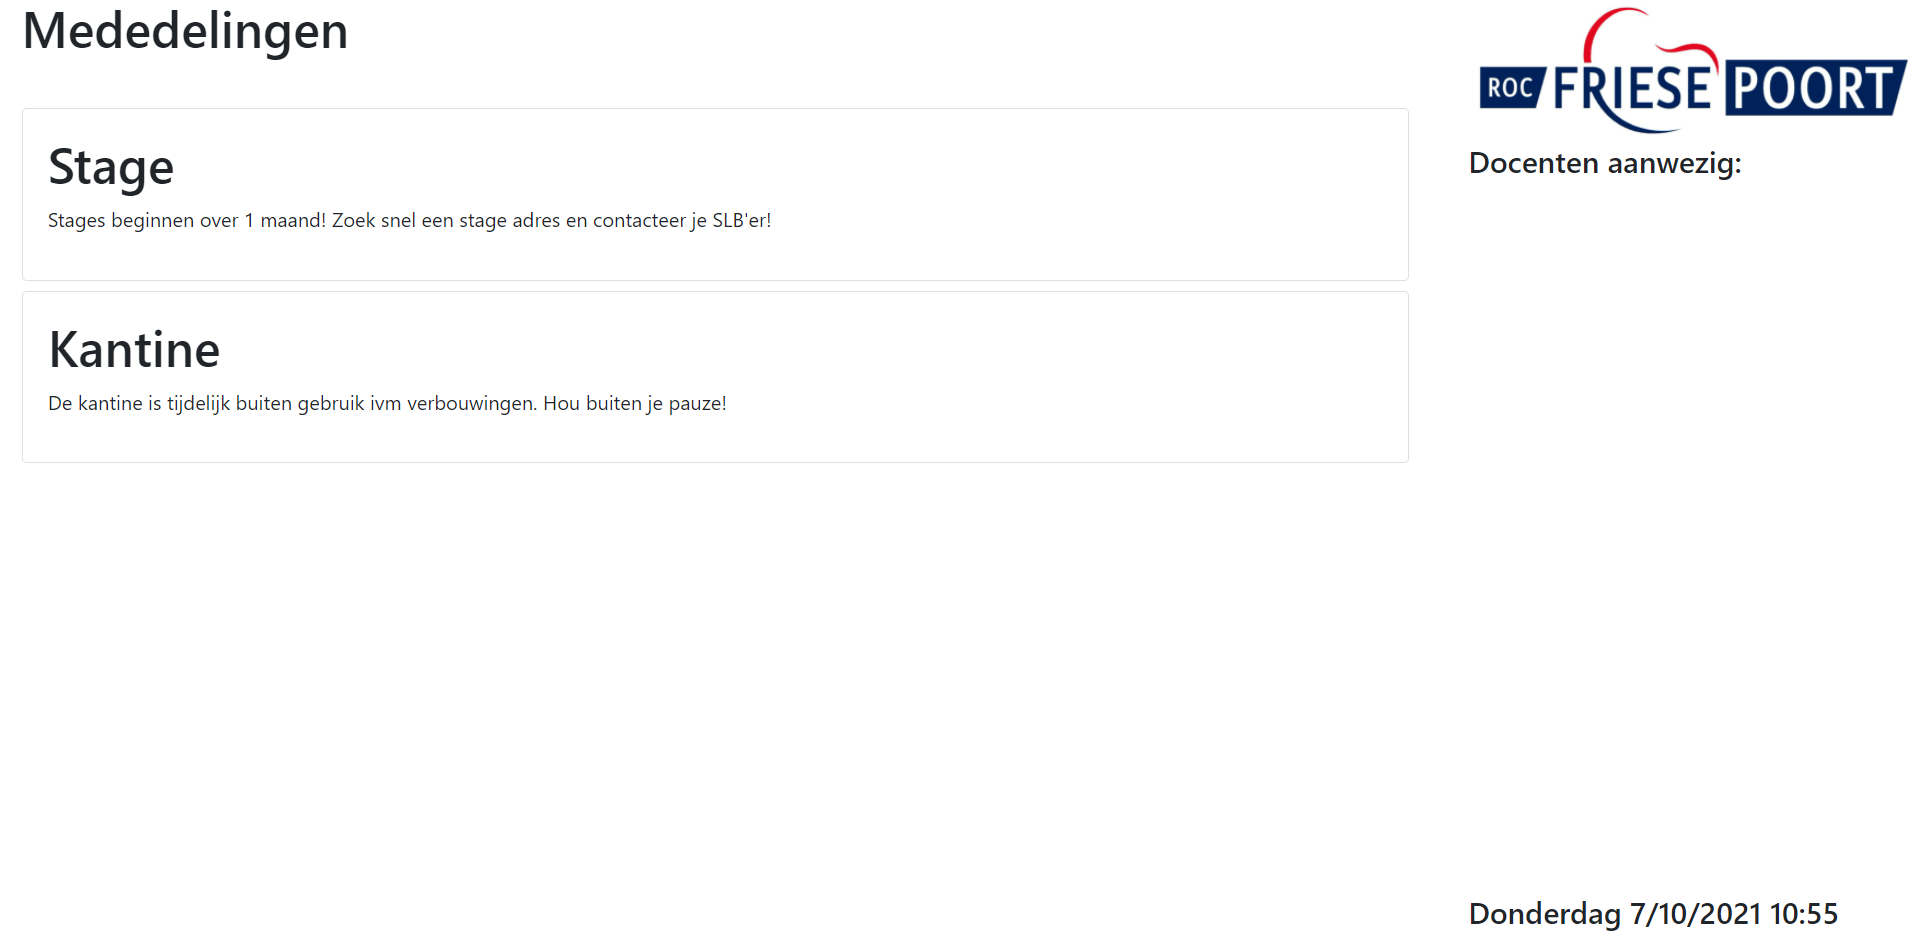 Mededelingen
Stage
Stages beginnen over 1 maand! Zoek snel een stage adres en contacteer je SLB'er!
Kantine
De kantine is tijdelijk buiten gebruik ivm verbouwingen. Hou buiten je pauze!
ROC FRIESE POORT
Docenten aanwezig:
Donderdag 7/10/2021 10:55